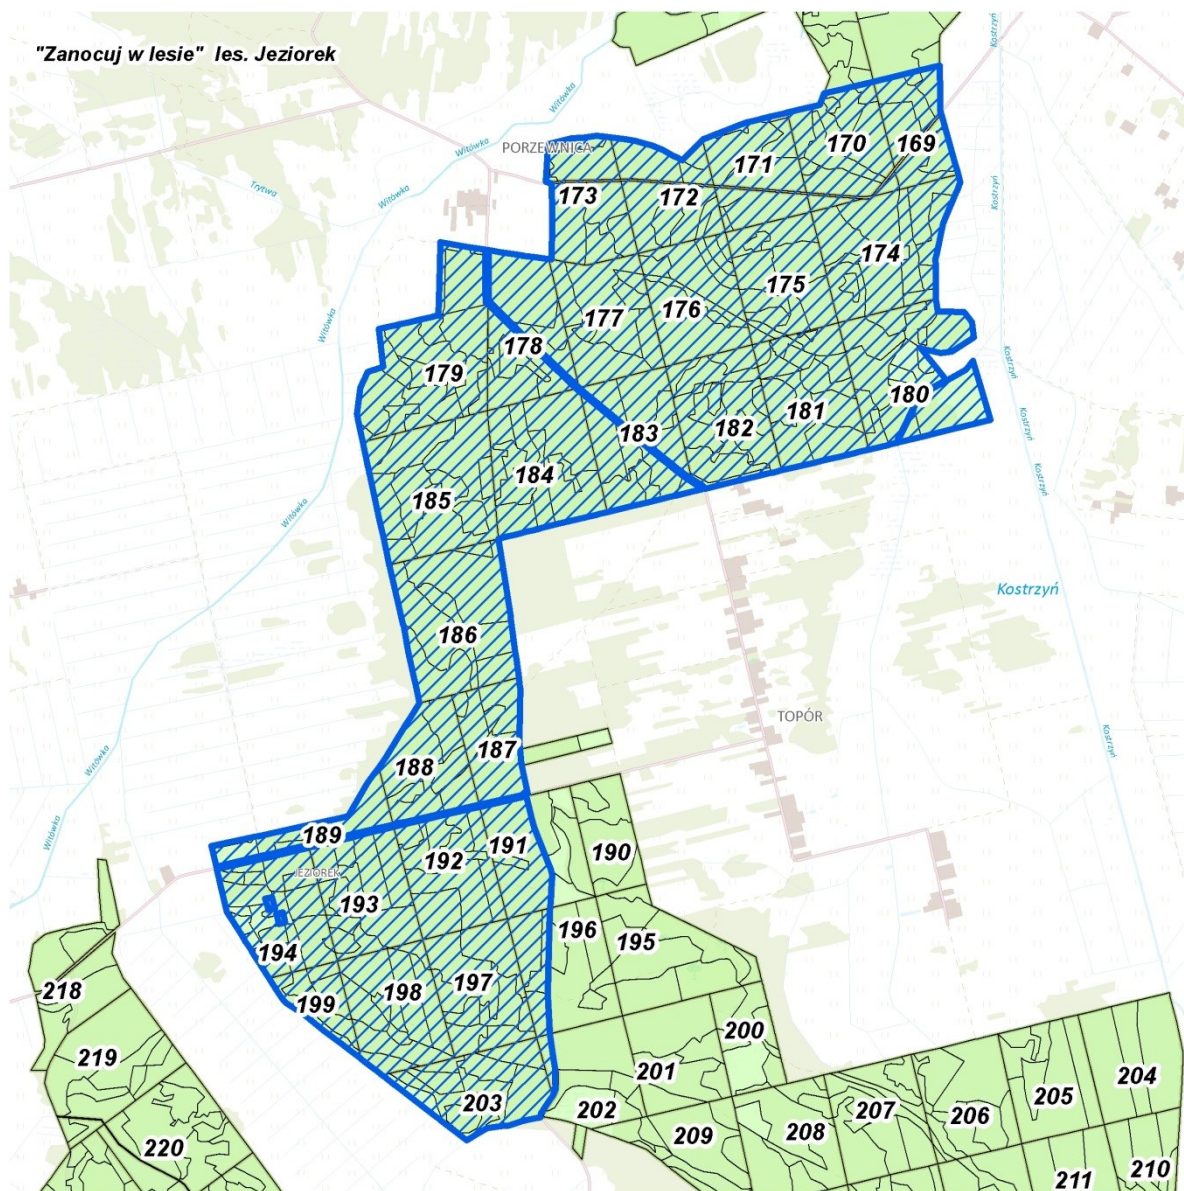 "Zanocuj w lesie" les. Jeziorek
Kostrzyń
Witówka
170
169
Witówka
PORZEWNICA
171
Trytwa
Witówka
173
172
Kostrzyń
174
175
177
176
Witówka
178
179
Kostrzyń
180
181
182
183
Kostrzyń
184
185
Kostrzyń
Witówka
Kostrzyń
186
TOPÓR
187
Kostrzyń
188
Witówka
189
Witówka
191
192
190
JEZIOREK
193
196
195
194
197
198
199
218
200
219
201
204
205
203
202
207
206
220
209
208
211
210